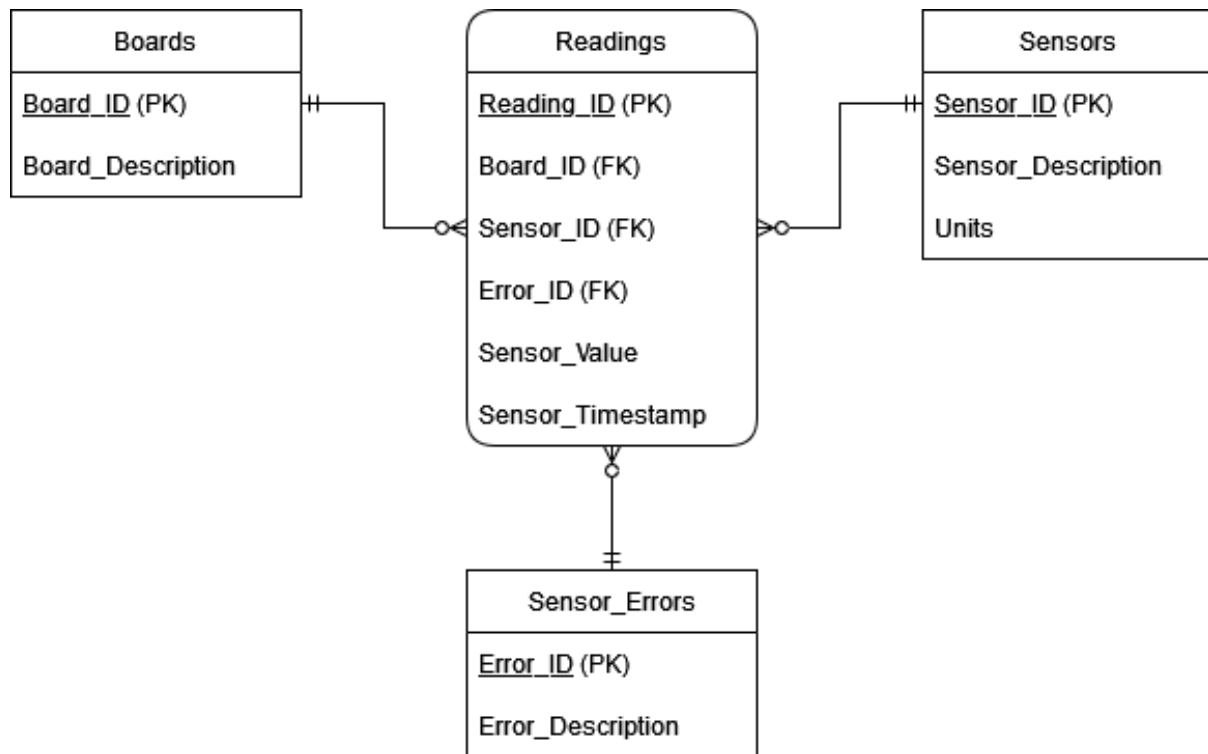 Boards
Board_ID (PK)
Board_Description
Readings
Reading_ID (PK)
Board_ID (FK)
Sensor_ID (FK)
Error_ID (FK)
Sensor_Value
Sensor_Timestamp
Sensors
Sensor_ID (PK)
Sensor_Description
Units
Sensor_Errors
Error_ID (PK)
Error_Description